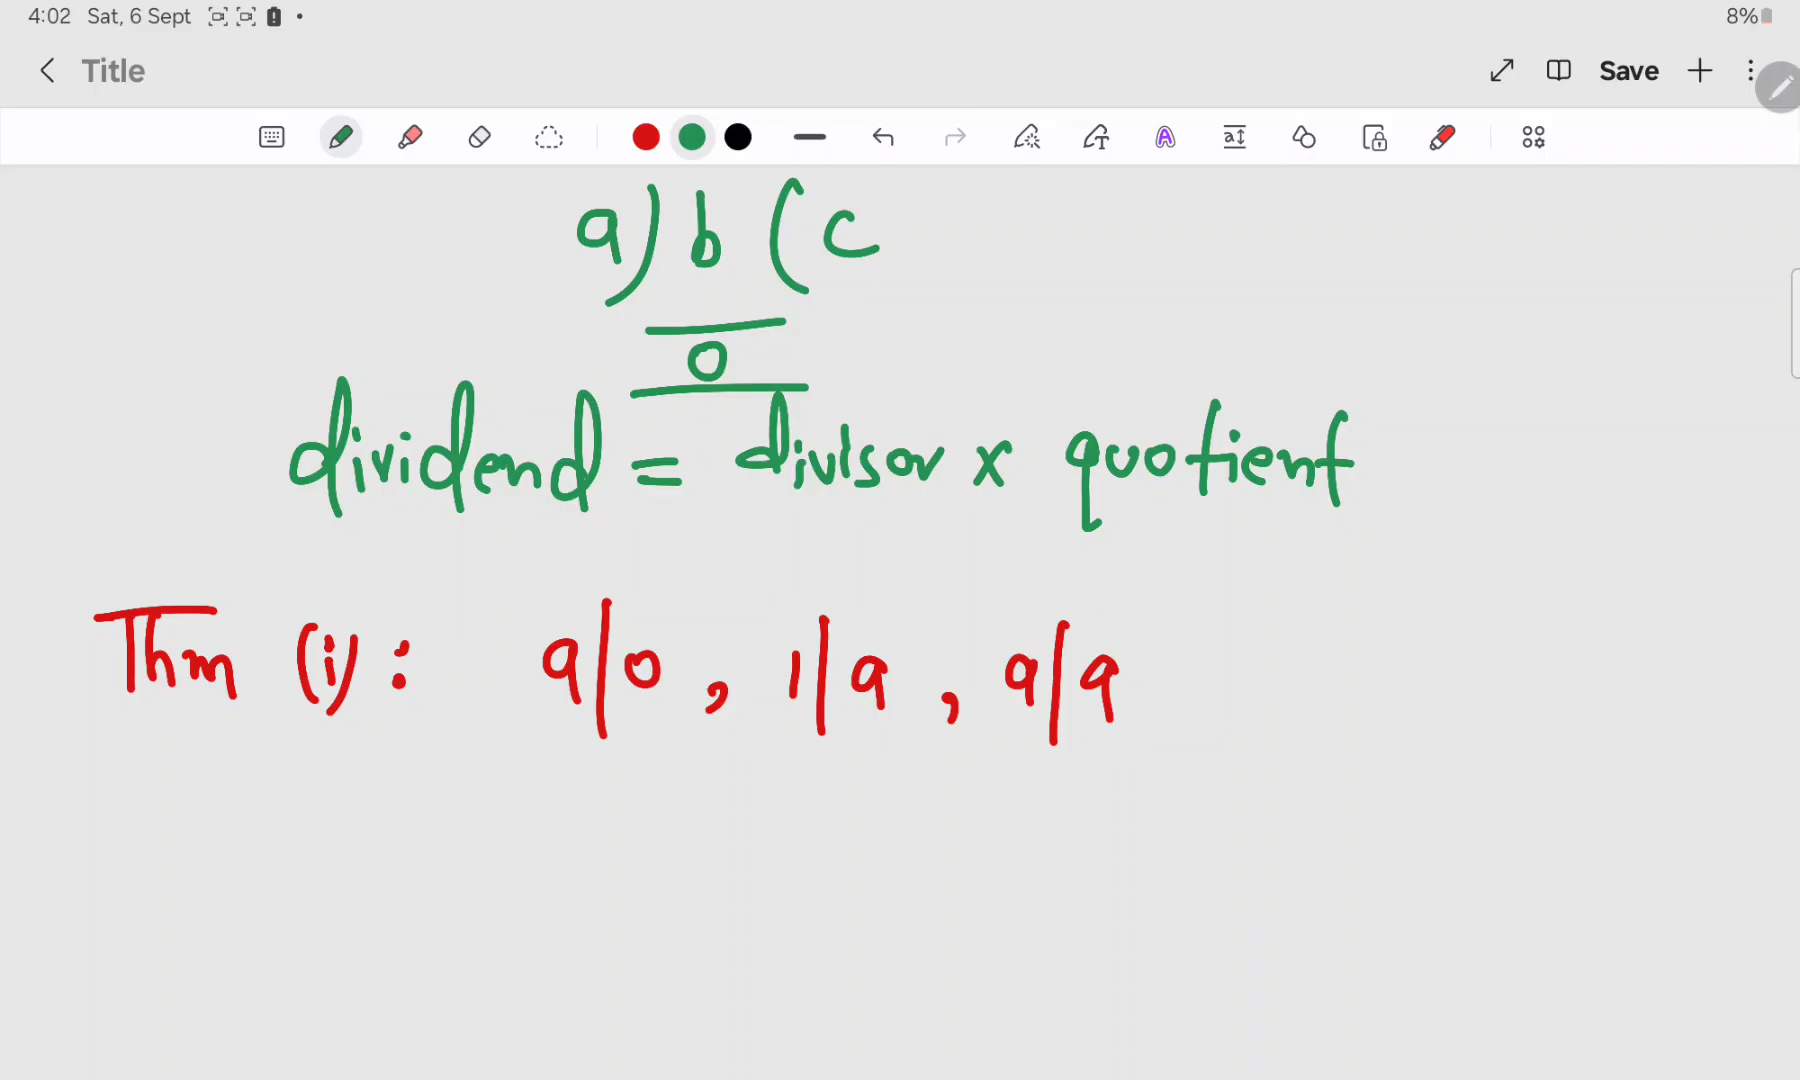 4:02 Sat, 6 Sept 8%
Title Save
a) b ( c
0
dividend = divisor x quotient
Thm (i) : a|0 , 1|a , a|a